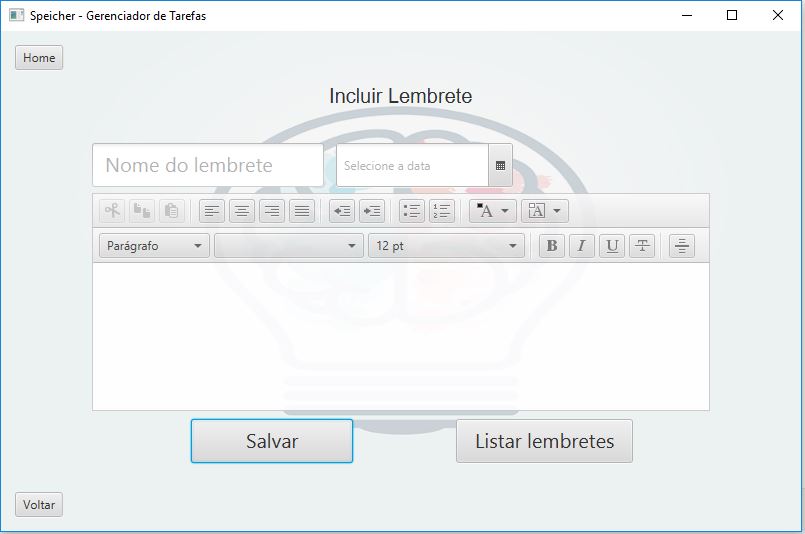 Speicher - Gerenciador de Tarefas
Home
Incluir Lembrete
Nome do lembrete
Selecione a data
A
A
Parágrafo
12 pt
B I U T
Salvar
Listar lembretes
Voltar